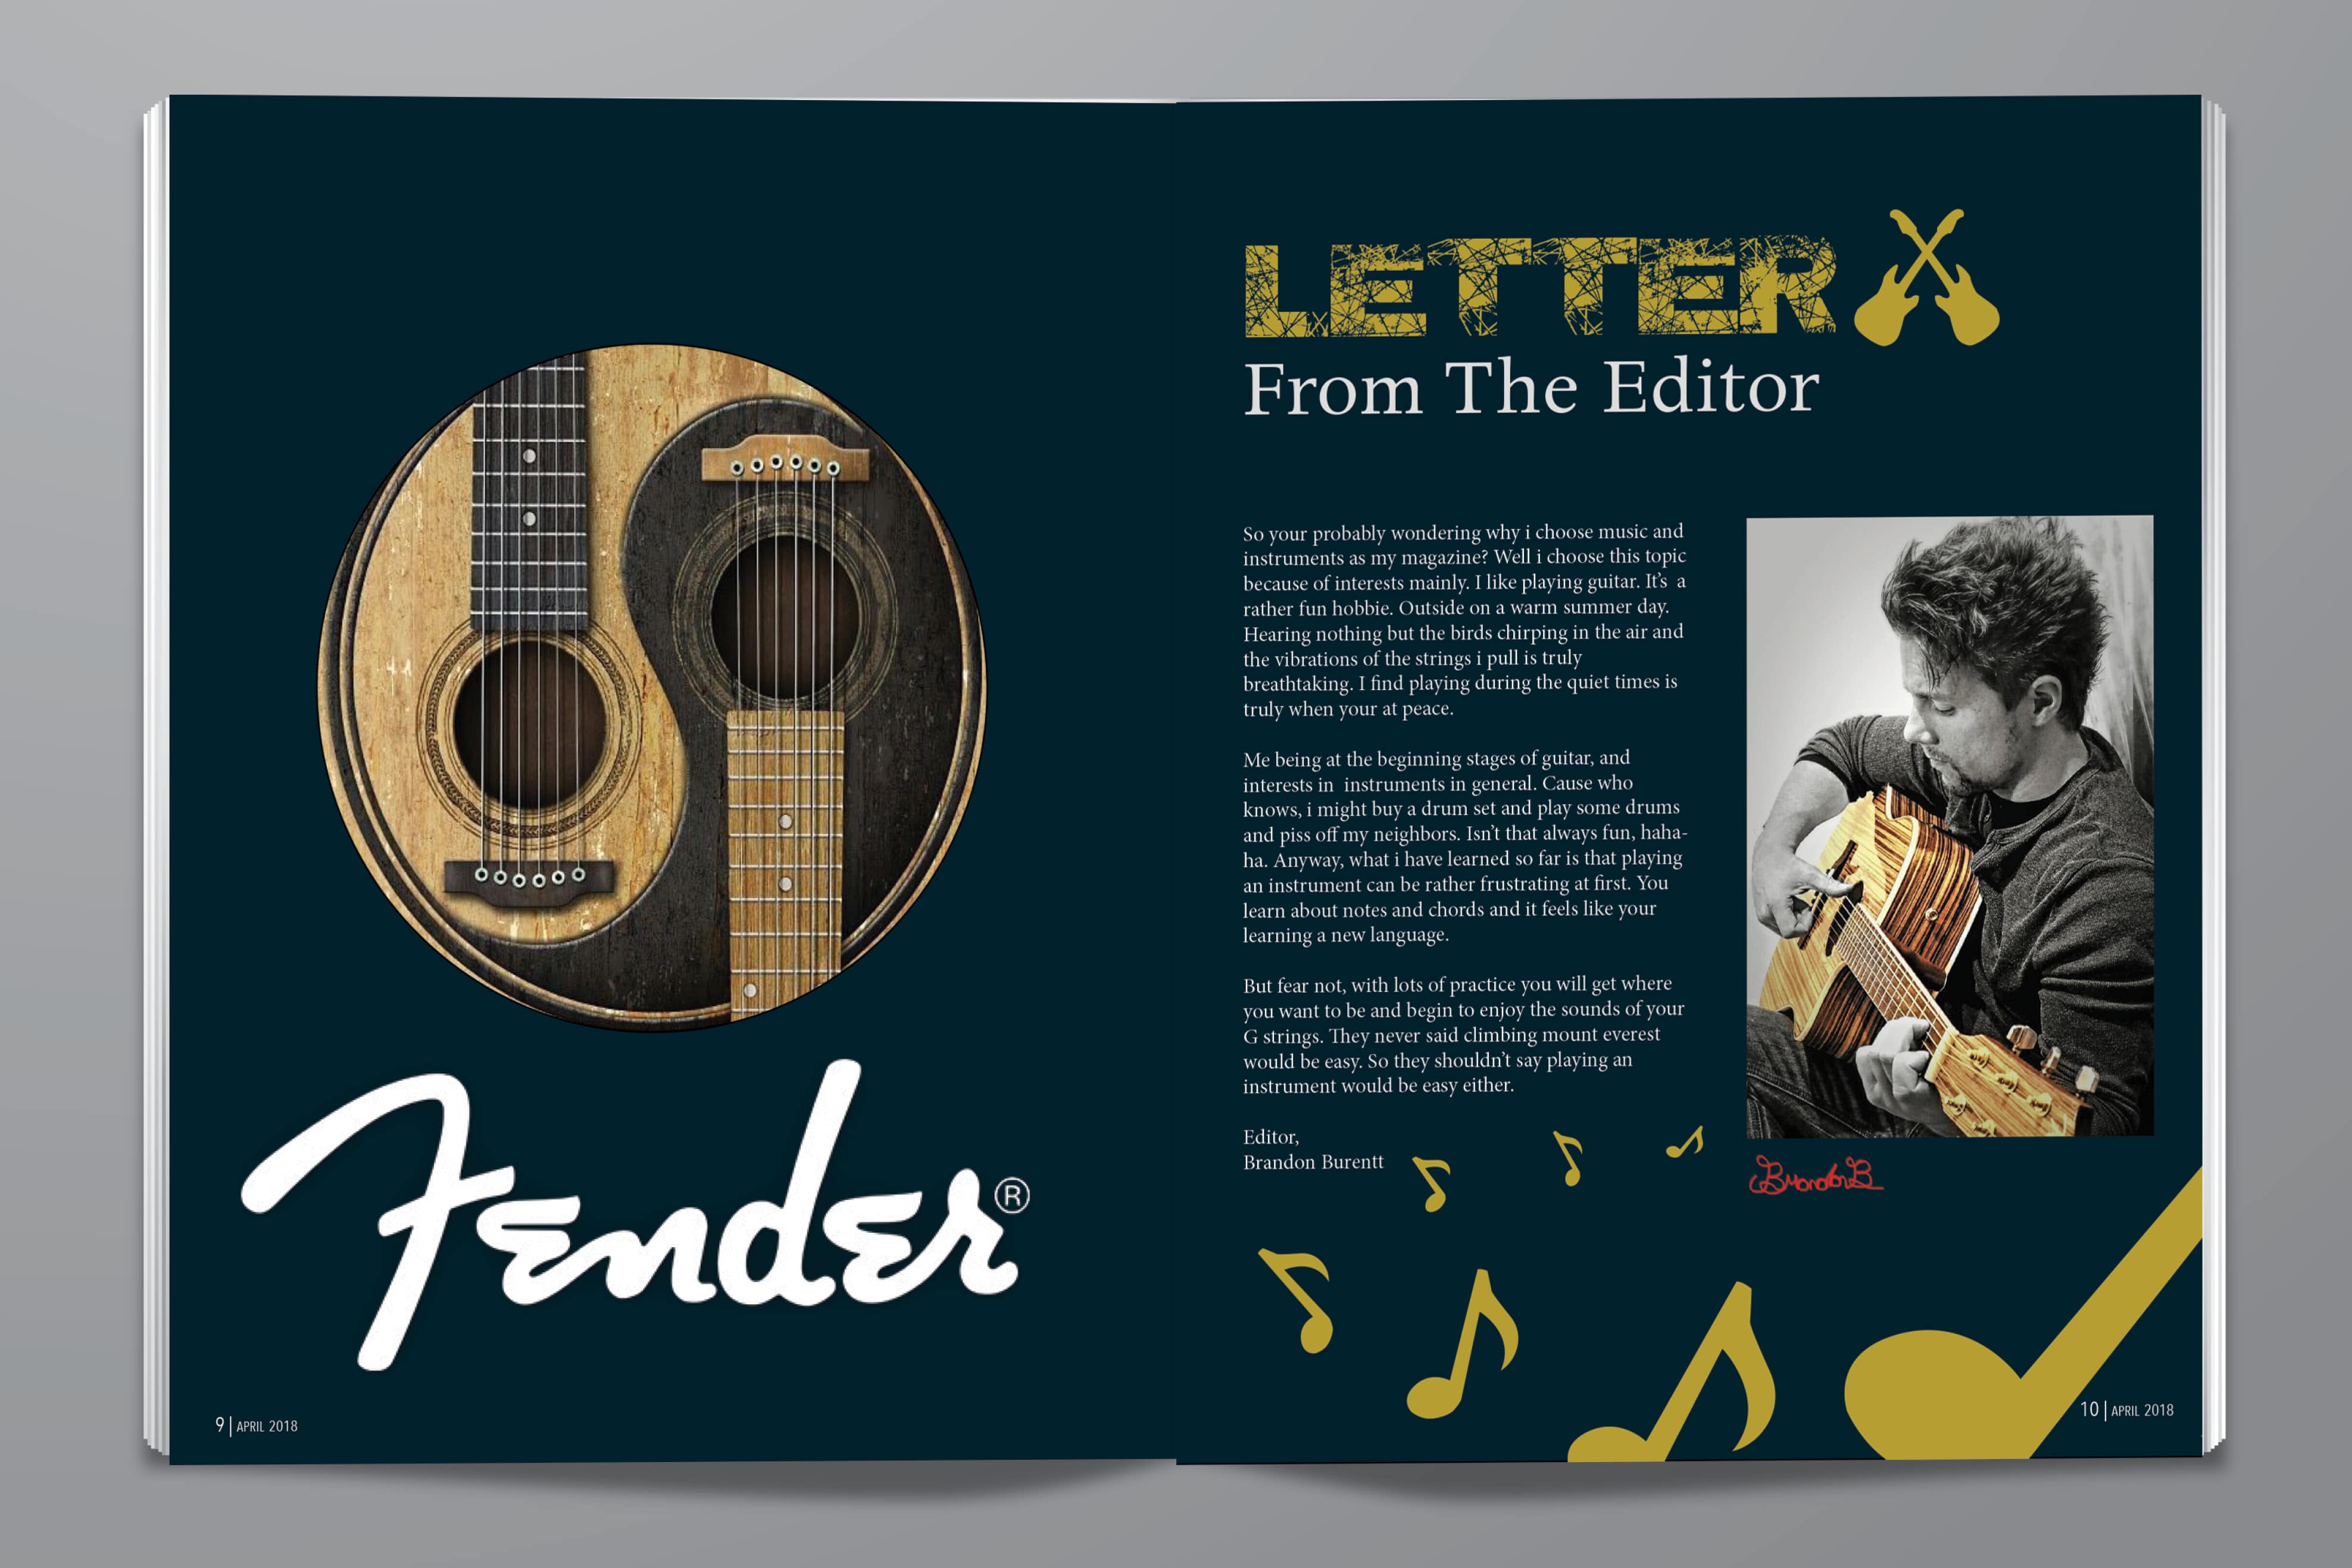 Fender®
9 | APRIL 2018
LETTER
From The Editor
So your probably wondering why i choose music and
instruments as my magazine? Well i choose this topic
because of interests mainly. I like playing guitar. It's  a
rather fun hobbie. Outside on a warm summer day.
Hearing nothing but the birds chirping in the air and
the vibrations of the strings i pull is truly
breathtaking. I find playing during the quiet times is
truly when your at peace.
Me being at the beginning stages of guitar, and
interests in  instruments in general. Cause who
knows, i might buy a drum set and play some drums
and piss off my neighbors. Isn't that always fun, haha-
ha. Anyway, what i have learned so far is that playing
an instrument can be rather frustrating at first. You
learn about notes and chords and it feels like your
learning a new language.
But fear not, with lots of practice you will get where
you want to be and begin to enjoy the sounds of your
G strings. They never said climbing mount everest
would be easy. So they shouldn't say playing an
instrument would be easy either.
Editor,
Brandon Burentt
BrandonB
10 | APRIL 2018